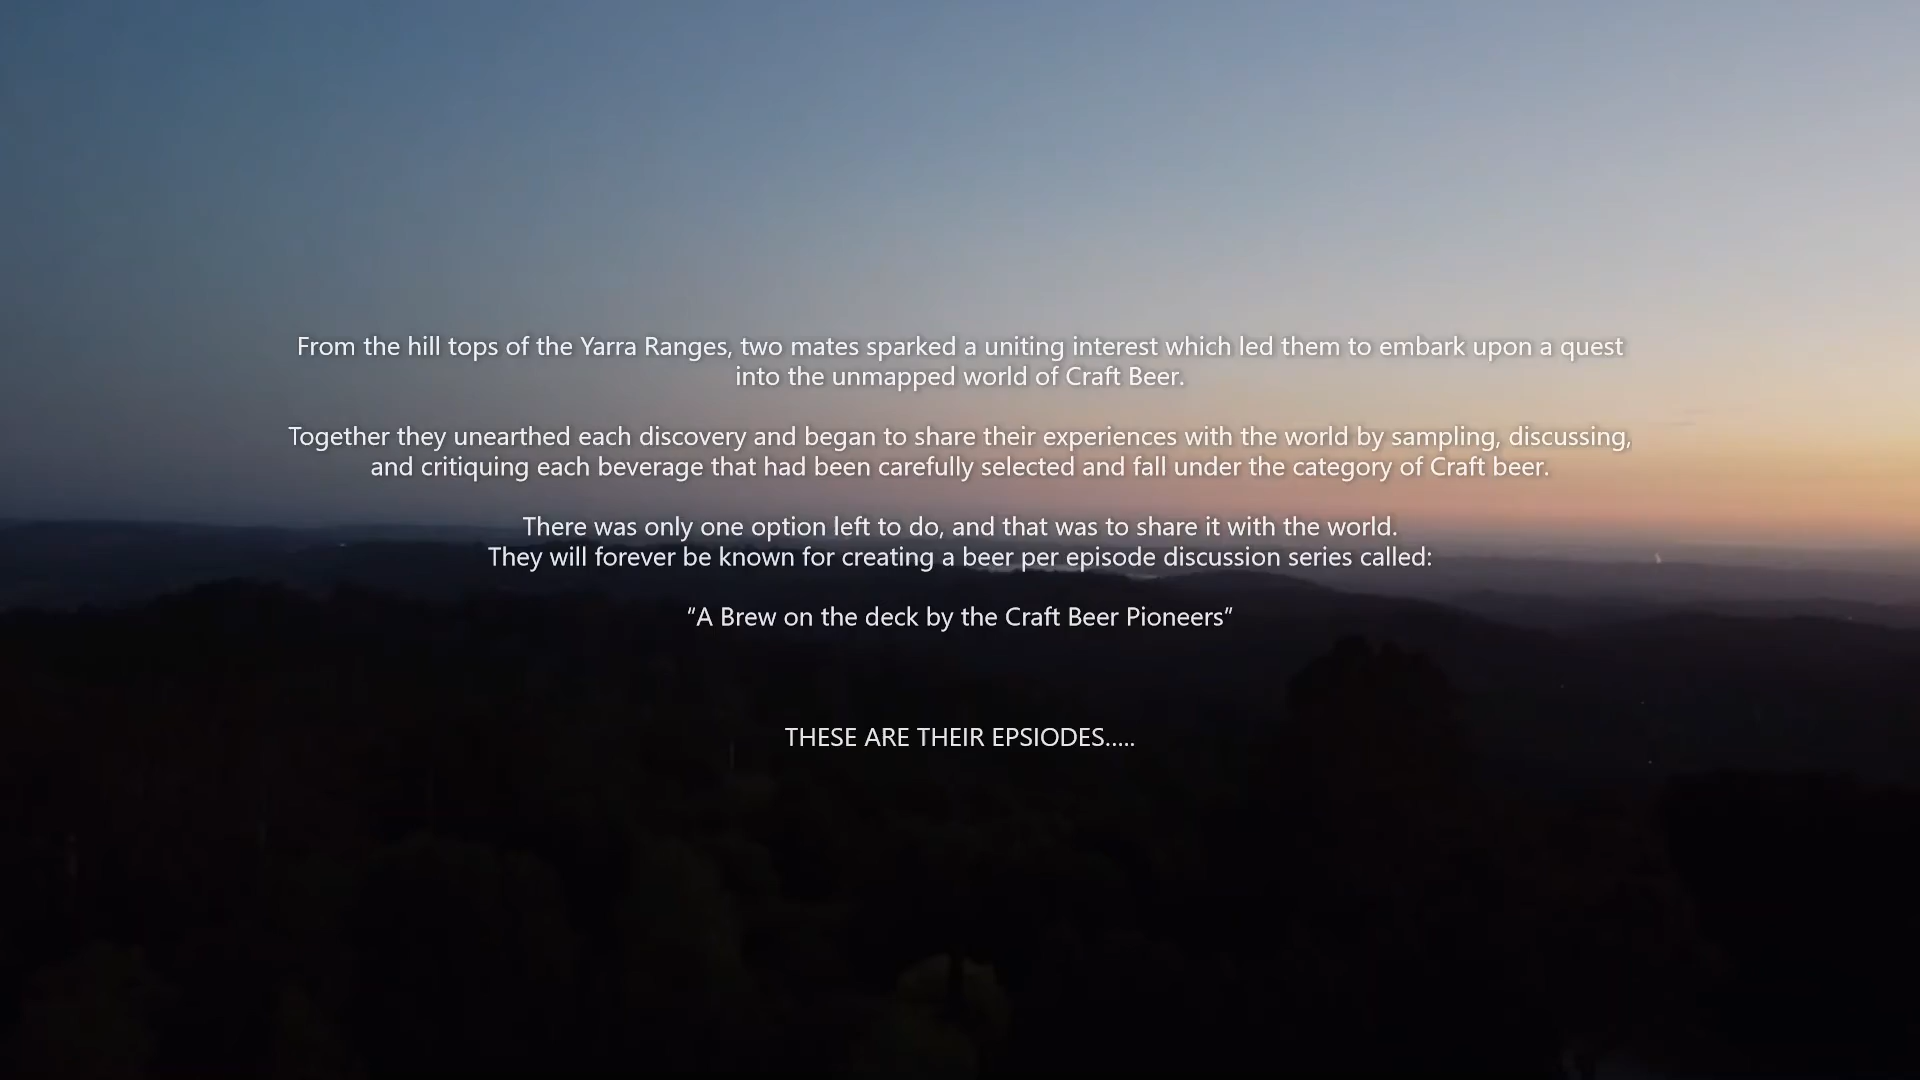 From the hill tops of the Yarra Ranges, two mates sparked a uniting interest which led them to embark upon a quest
into the unmapped world of Craft Beer.
Together they unearthed each discovery and began to share their experiences with the world by sampling, discussing,
and critiquing each beverage that had been carefully selected and fall under the category of Craft beer.
There was only one option left to do, and that was to share it with the world.
They will forever be known for creating a beer per episode discussion series called:
“A Brew on the deck by the Craft Beer Pioneers”
THESE ARE THEIR EPSIODES.....